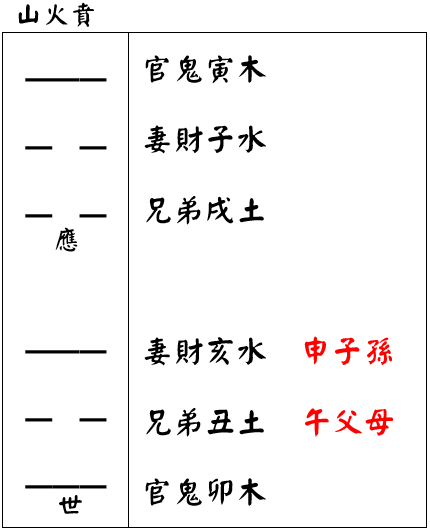 山火賁
官鬼寅木
妻財子水
兄弟戌土
應
妻財亥水 申子孫
兄弟丑土 午父母
官鬼卯木
世